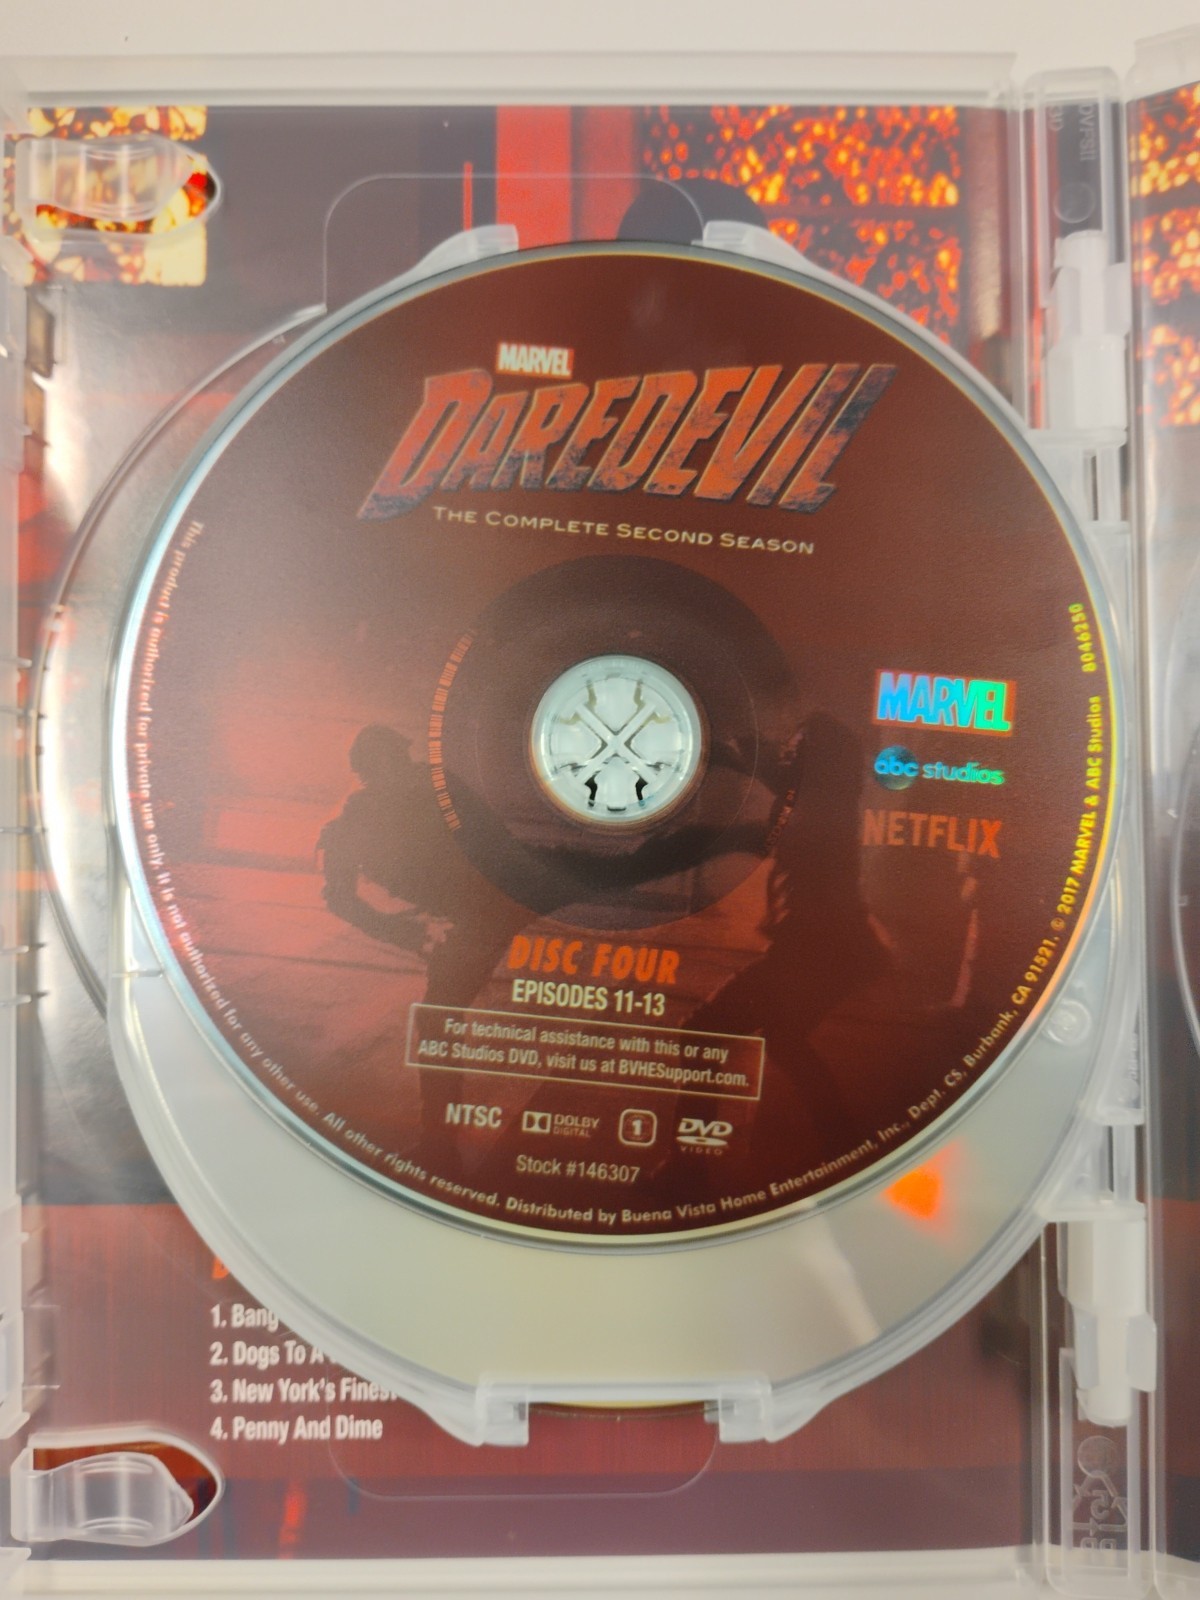 MARVEL
DAREDEVIL
THE COMPLETE SECOND SEASON
MARVEL
abc studios
NETFLIX
DISC FOUR
EPISODES 11-13
For technical assistance with this or any
ABC Studios DVD, visit us at BVHESupport.com.
NTSC DOLBY DIGITAL 1 DVD VIDEO
Stock #146307
This product is authorized for private use only. It is not authorized for any other use. All other rights reserved. Distributed by Buena Vista Home Entertainment, Inc., Dept. CS, Burbank, CA 91521. © 2017 MARVEL & ABC Studios 8046250
1. Bang
2. Dogs To A
3. New York's Finest
4. Penny And Dime